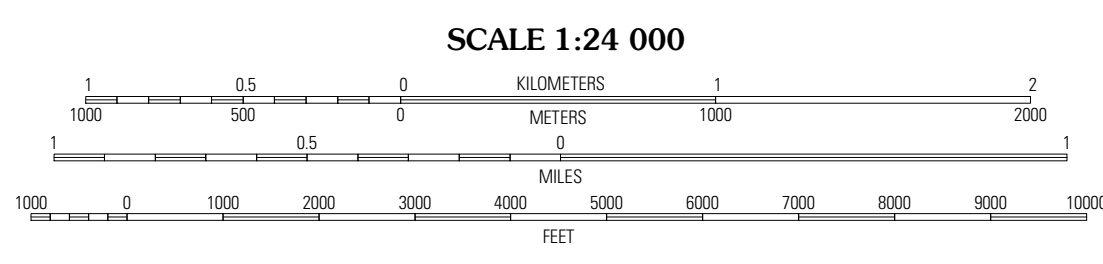 SCALE 1:24 000
1 0.5 0 KILOMETERS 1 2
1000 500 0 METERS 1000 2000
1 0.5 0 1
MILES
1000 0 1000 2000 3000 4000 5000 6000 7000 8000 9000 10000
FEET